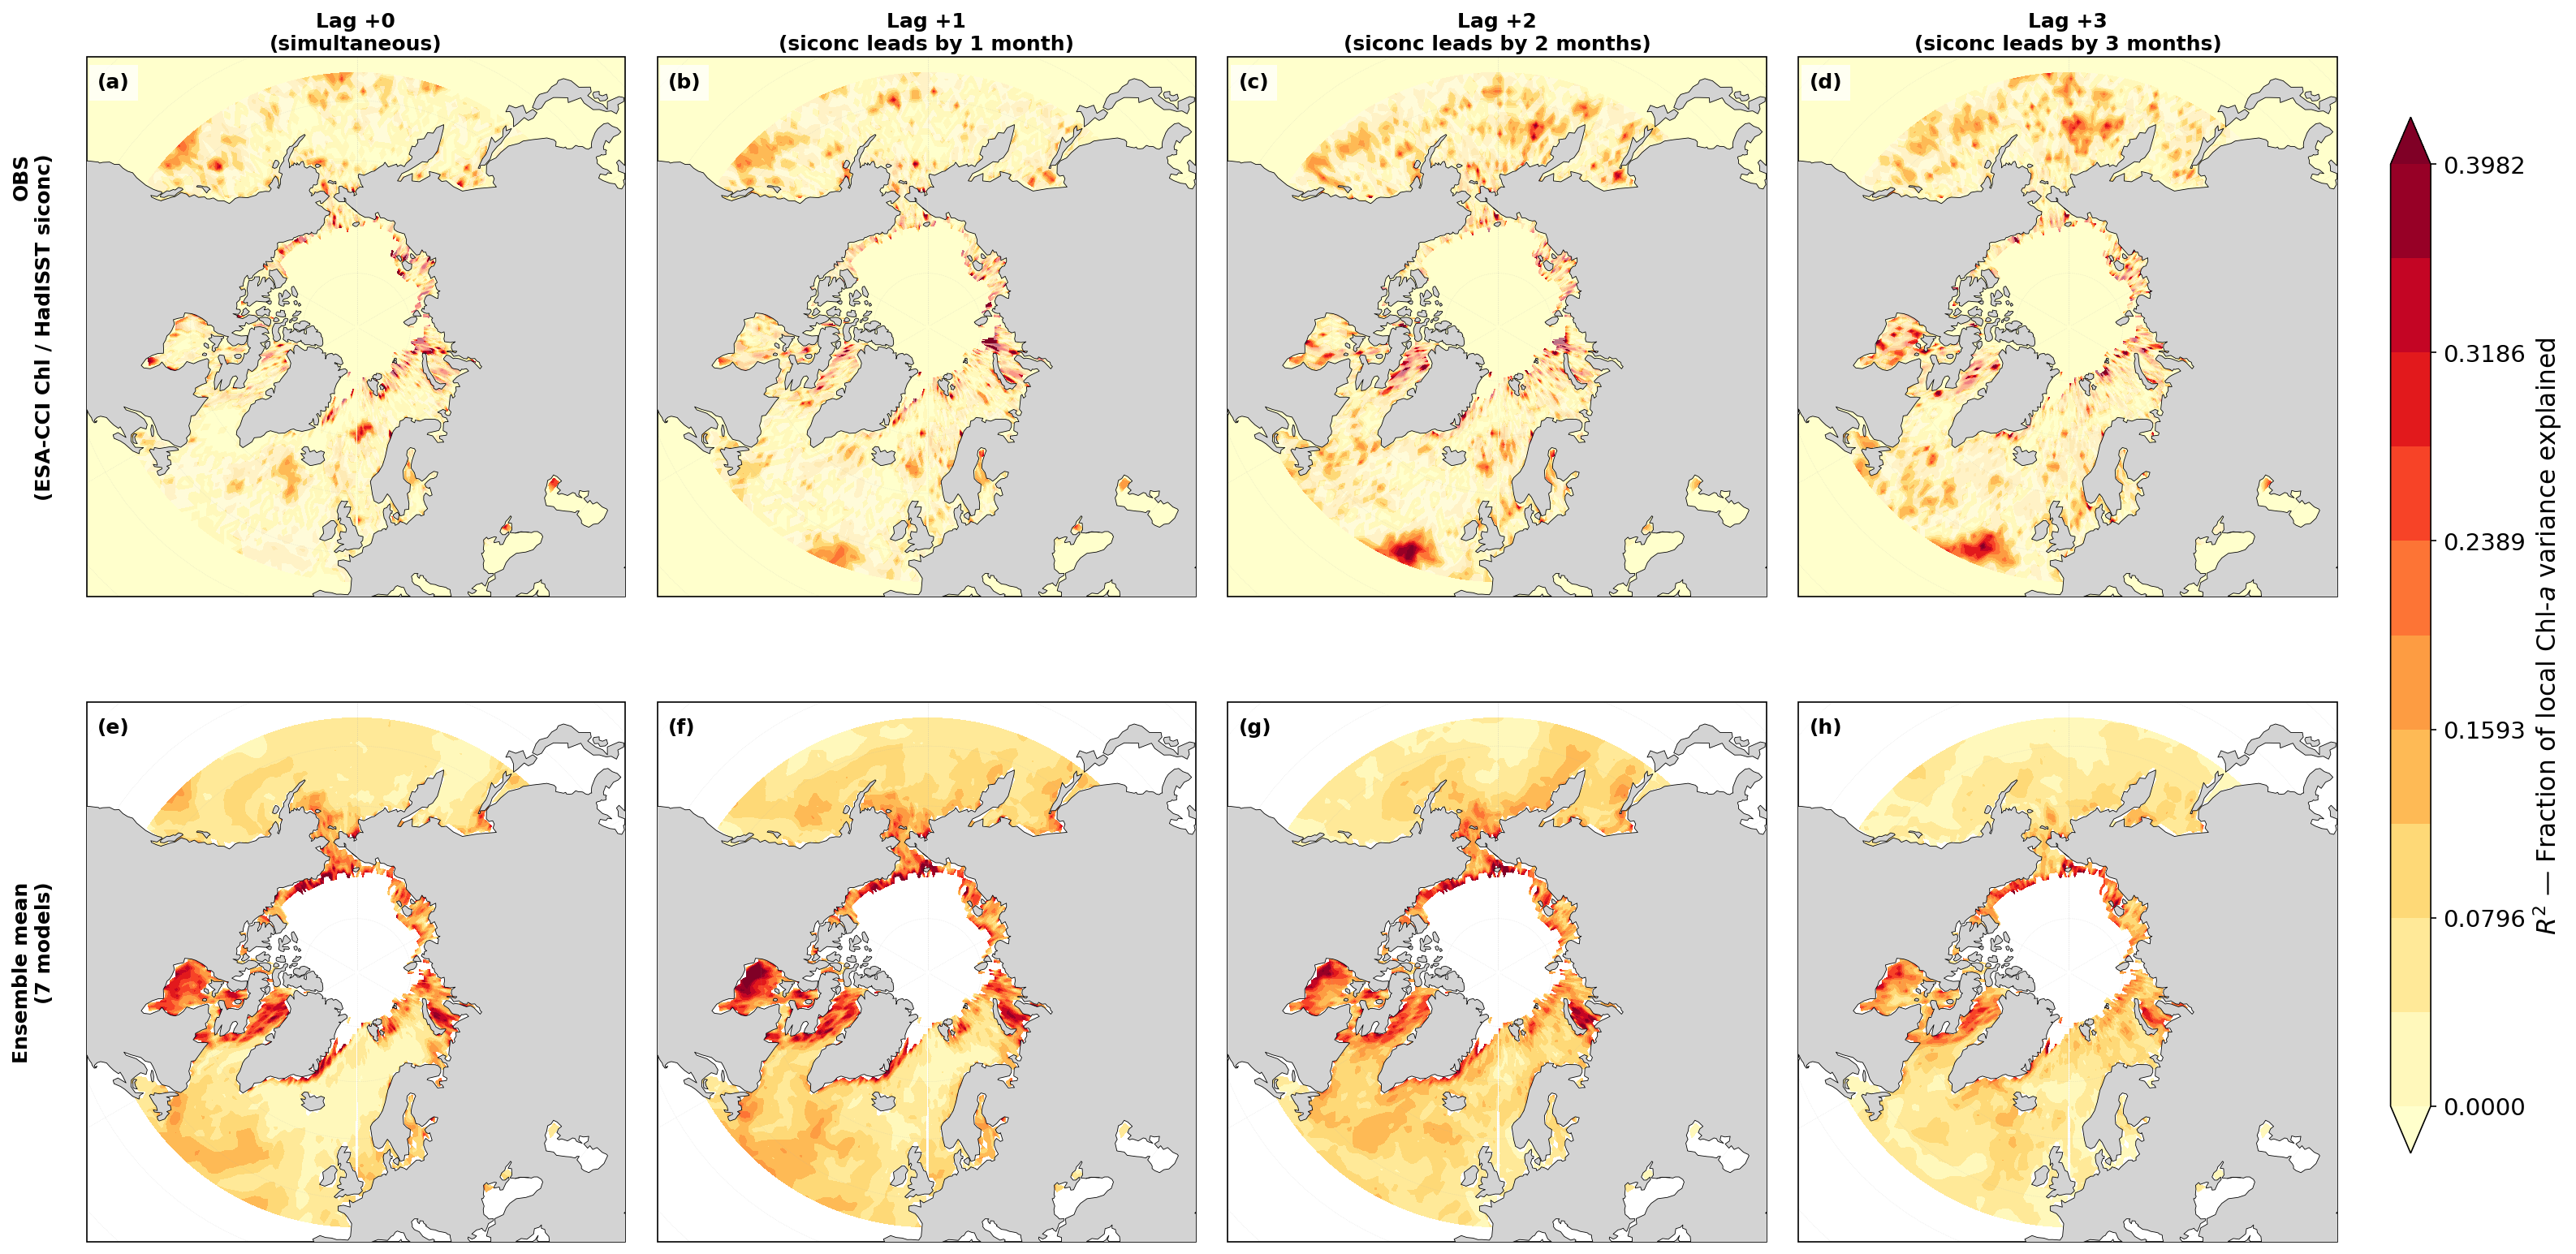 Lag +0
(simultaneous)
Lag +1
(siconc leads by 1 month)
Lag +2
(siconc leads by 2 months)
Lag +3
(siconc leads by 3 months)
OBS
(ESA-CCI Chl / HadISST siconc)
(a)
(b)
(c)
(d)
Ensemble mean
(7 models)
(e)
(f)
(g)
(h)
0.3982
0.3186
0.2389
0.1593
0.0796
0.0000
R² — Fraction of local Chl-a variance explained